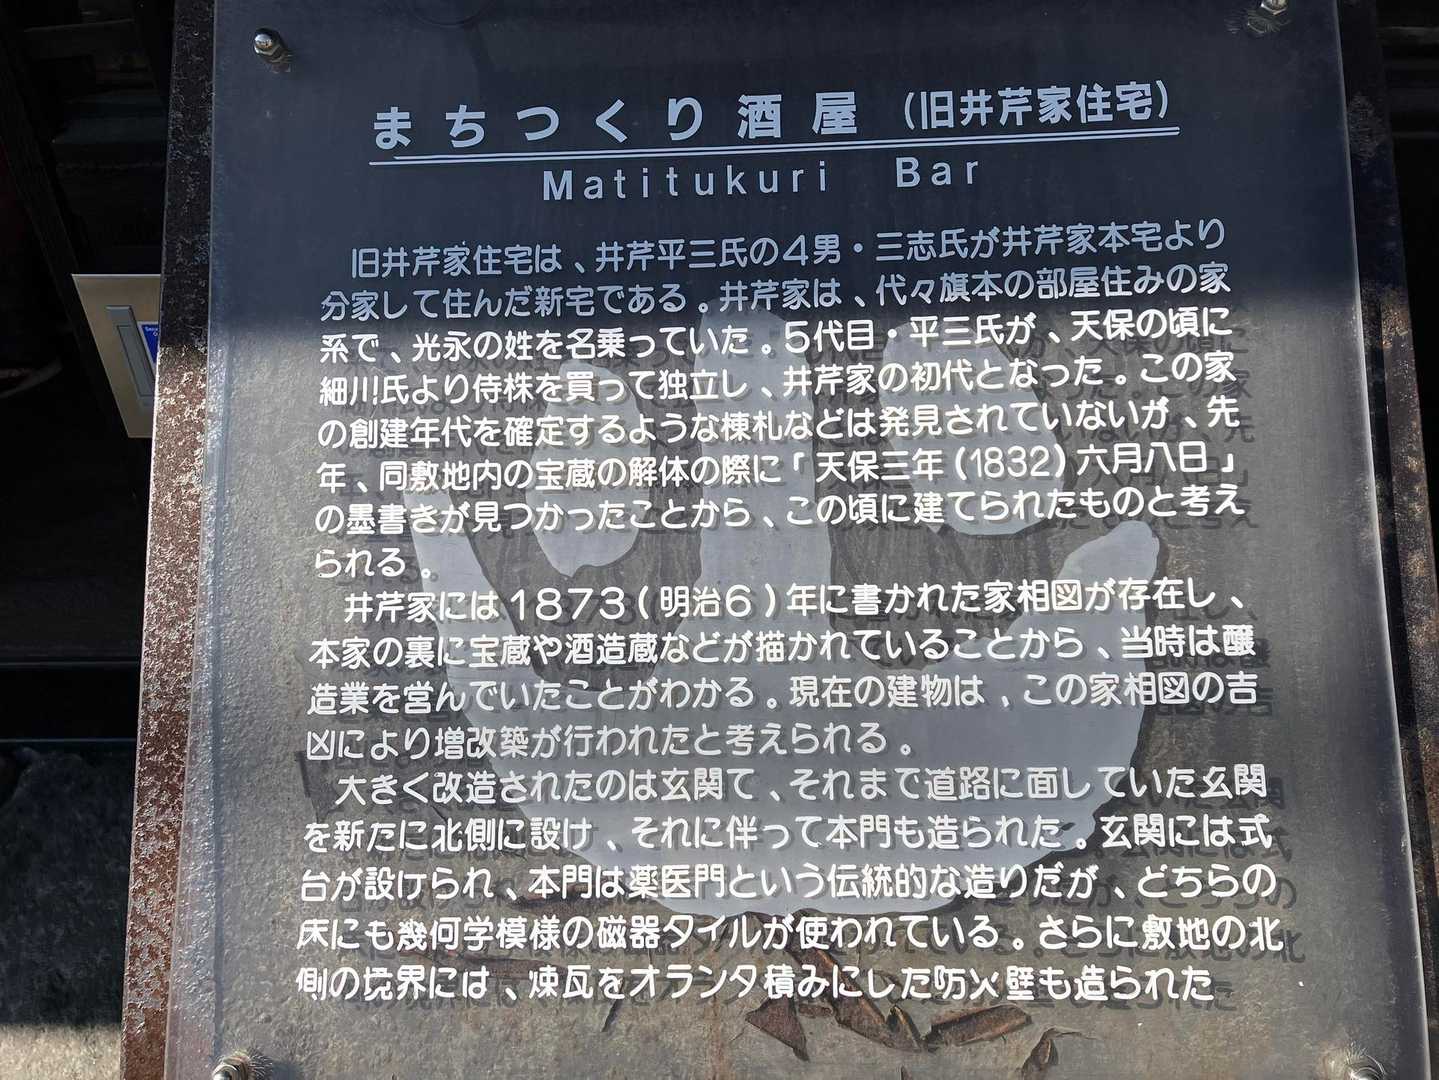 まちつくり酒屋（旧井芹家住宅）
Matitukuri Bar
旧井芹家住宅は、井芹平三氏の４男・三志氏が井芹家本宅より
分家して住んだ新宅である。井芹家は、代々旗本の部屋住みの家
系で、光永の姓を名乗っていた。５代目・平三氏が、天保の頃に
細川氏より侍株を買って独立し、井芹家の初代となった。この家
の創建年代を確定するような棟札などは発見されていないが、先
年、同敷地内の宝蔵の解体の際に「天保三年(1832)六月八日」
の墨書きが見つかったことから、この頃に建てられたものと考え
られる。
井芹家には１８７３(明治６)年に書かれた家相図が存在し、
本家の裏に宝蔵や酒造蔵などが描かれていることから、当時は醸
造業を営んでいたことがわかる。現在の建物は，この家相図の吉
凶により増改築が行われたと考えられる。
大きく改造されたのは玄関て、それまで道路に面していた玄関
を新たに北側に設け、それに伴って本門も造られた。玄関には式
台が設けられ、本門は薬医門という伝統的な造りだが、どちらの
床にも幾何学模様の磁器タイルが使われている。さらに敷地の北
側の境界には、煉瓦をオランタ積みにした防火壁も造られた